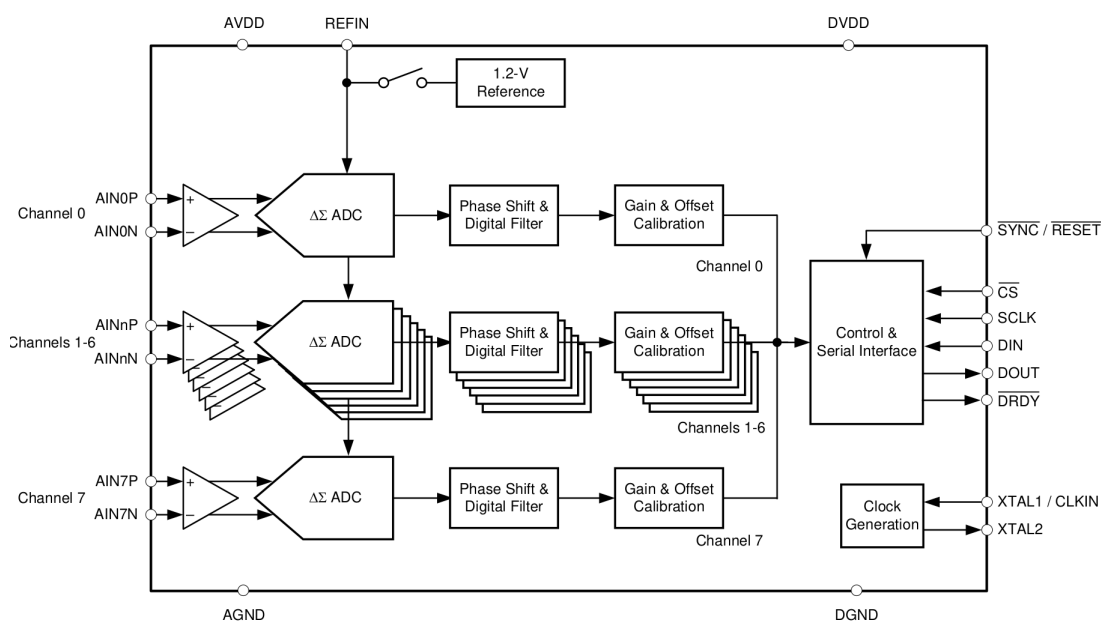 AVDD
REFIN
DVDD
1.2-V
Reference
AIN0P
Channel 0
AIN0N
+
−
ΔΣ ADC
Phase Shift &
Digital Filter
Gain & Offset
Calibration
Channel 0
SYNC / RESET
CS
SCLK
DIN
DOUT
DRDY
Control &
Serial Interface
AINnP
Channels 1-6
AINnN
+
−
ΔΣ ADC
Phase Shift &
Digital Filter
Gain & Offset
Calibration
Channels 1-6
AIN7P
Channel 7
AIN7N
+
−
ΔΣ ADC
Phase Shift &
Digital Filter
Gain & Offset
Calibration
Channel 7
Clock
Generation
XTAL1 / CLKIN
XTAL2
AGND
DGND